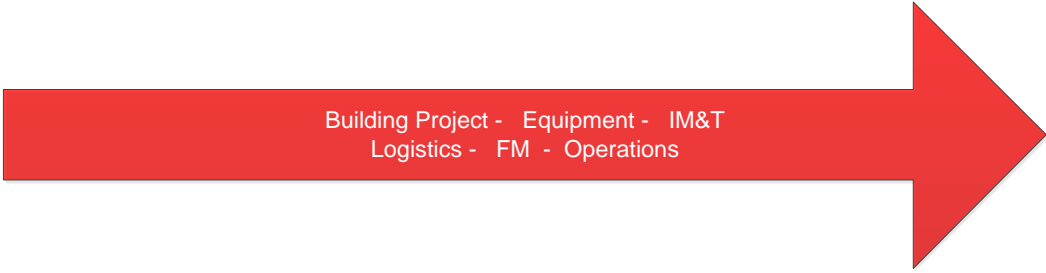 Building Project - Equipment - IM&T
Logistics - FM - Operations